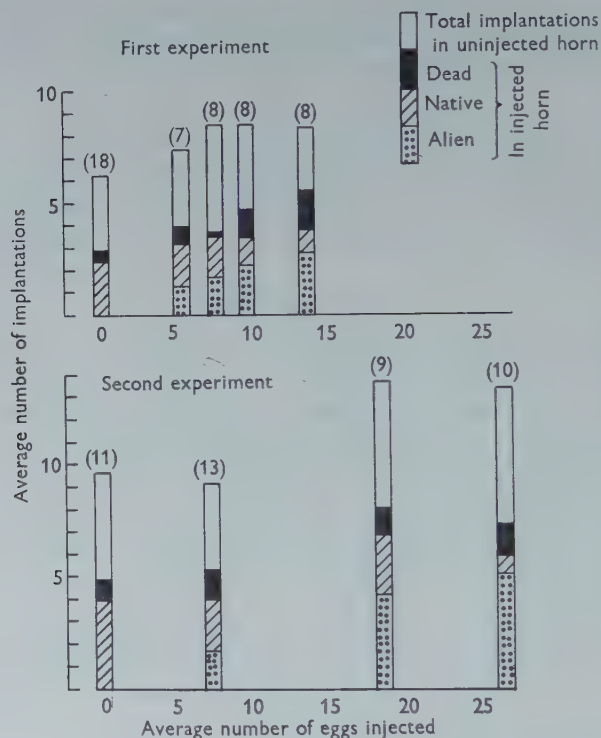 Total implantations
in uninjected horn
Dead
Native
Alien
In injected
horn
First experiment
10
5
(18)
(7)
(8)
(8)
(8)
0
5
10
15
20
25
Average number of implantations
Second experiment
10
5
(11)
(13)
(9)
(10)
0
5
10
15
20
25
Average number of eggs injected